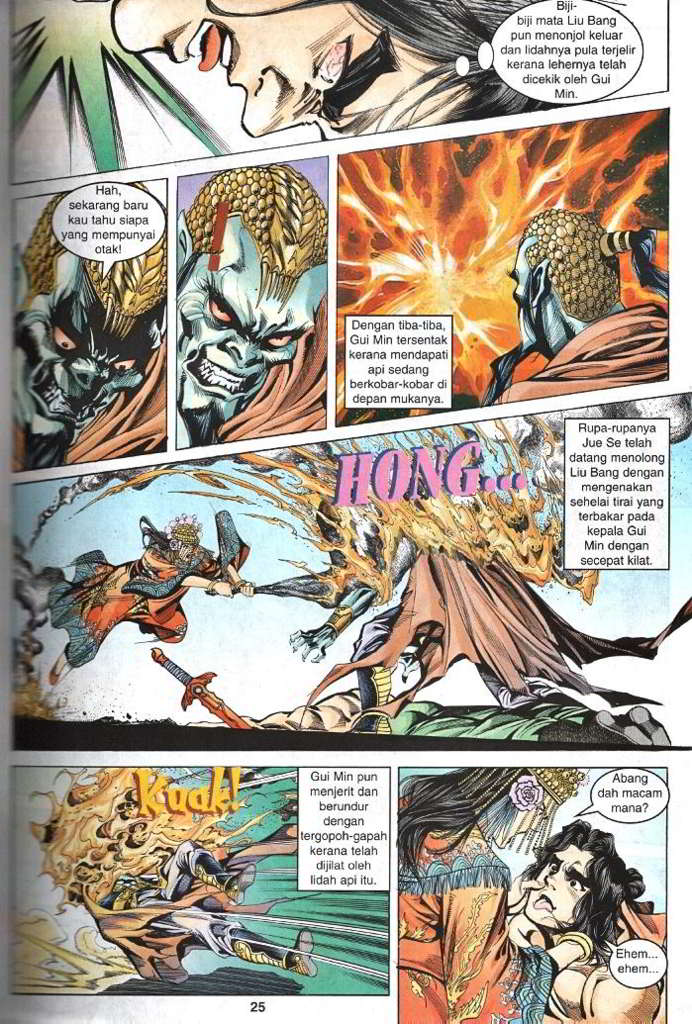 Biji-
biji mata Liu Bang
pun menonjol keluar
dan lidahnya pula terjelir
kerana lehernya telah
dicekik oleh Gui
Min.
Hah,
sekarang baru
kau tahu siapa
yang mempunyai
otak!
Dengan tiba-tiba,
Gui Min tersentak
kerana mendapati
api sedang
berkobar-kobar di
depan mukanya.
Rupa-rupanya
Jue Se telah
datang menolong
Liu Bang dengan
mengenakan
sehelai tirai yang
terbakar pada
kepala Gui
Min dengan
secepat kilat.
HONG...
Kuak!
Gui Min pun
menjerit dan
berundur
dengan
tergopoh-gapah
kerana telah
dijilat oleh
lidah api itu.
Abang
dah macam
mana?
Ehem...
ehem...
25